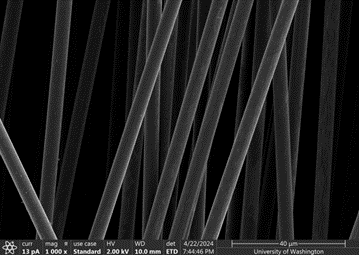 curr mag use case HV WD det 4/22/2024 40 μm
13 pA 1 000 x Standard 2.00 kV 10.0 mm ETD 7:44:46 PM University of Washington